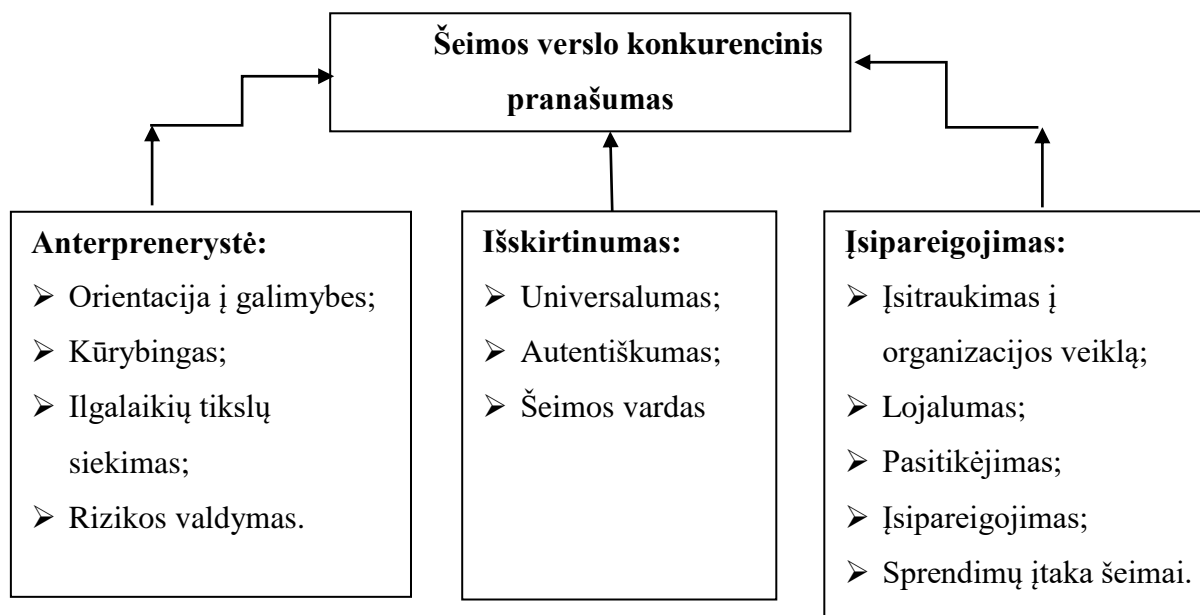 Šeimos verslo konkurencinis
pranašumas
Anterprenerystė:
➢ Orientacija į galimybes;
➢ Kūrybingas;
➢ Ilgalaikių tikslų
siekimas;
➢ Rizikos valdymas.
Išskirtinumas:
➢ Universalumas;
➢ Autentiškumas;
➢ Šeimos vardas
Įsipareigojimas:
➢ Įsitraukimas į
organizacijos veiklą;
➢ Lojalumas;
➢ Pasitikėjimas;
➢ Įsipareigojimas;
➢ Sprendimų įtaka šeimai.